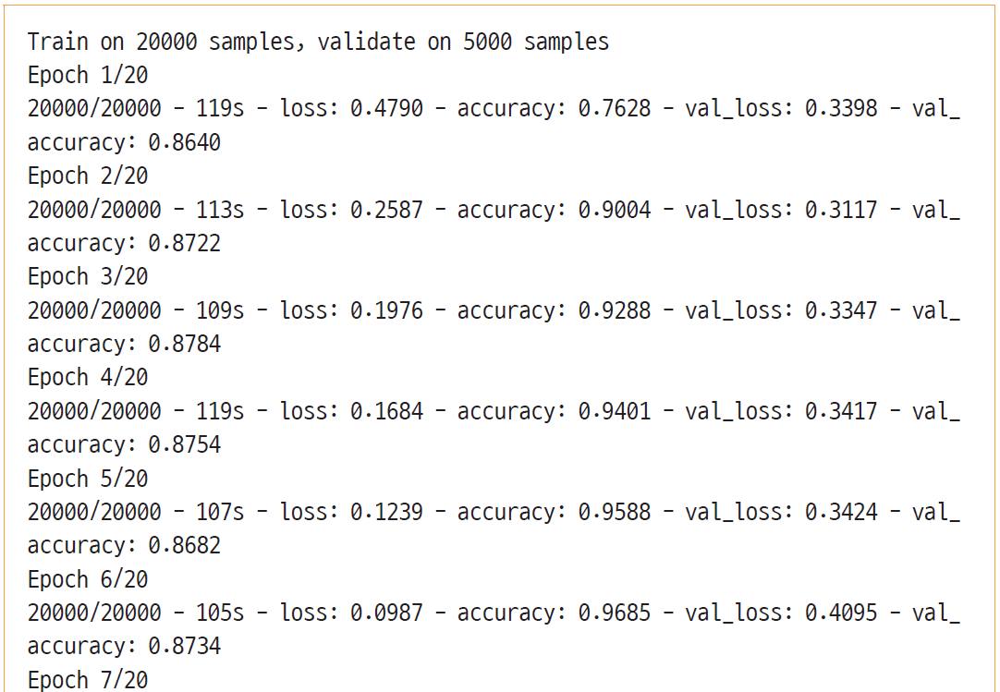 Train on 20000 samples, validate on 5000 samples
Epoch 1/20
20000/20000 - 119s - loss: 0.4790 - accuracy: 0.7628 - val_loss: 0.3398 - val_
accuracy: 0.8640
Epoch 2/20
20000/20000 - 113s - loss: 0.2587 - accuracy: 0.9004 - val_loss: 0.3117 - val_
accuracy: 0.8722
Epoch 3/20
20000/20000 - 109s - loss: 0.1976 - accuracy: 0.9288 - val_loss: 0.3347 - val_
accuracy: 0.8784
Epoch 4/20
20000/20000 - 119s - loss: 0.1684 - accuracy: 0.9401 - val_loss: 0.3417 - val_
accuracy: 0.8754
Epoch 5/20
20000/20000 - 107s - loss: 0.1239 - accuracy: 0.9588 - val_loss: 0.3424 - val_
accuracy: 0.8682
Epoch 6/20
20000/20000 - 105s - loss: 0.0987 - accuracy: 0.9685 - val_loss: 0.4095 - val_
accuracy: 0.8734
Epoch 7/20